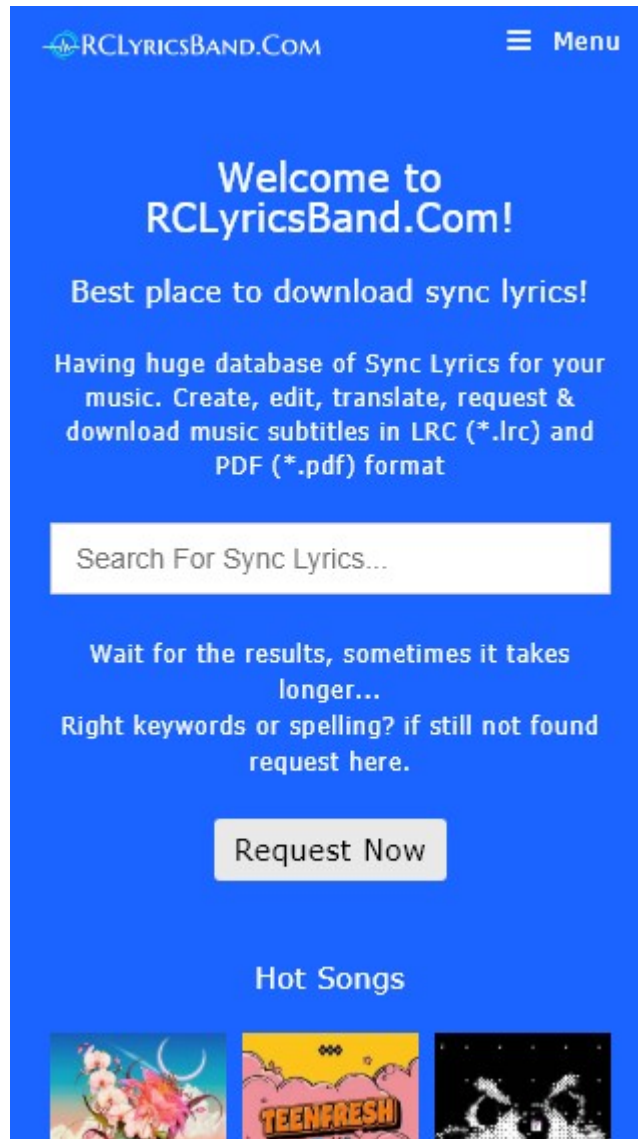 RCLyricsBand.Com
Menu
Welcome to
RCLyricsBand.Com!
Best place to download sync lyrics!
Having huge database of Sync Lyrics for your
music. Create, edit, translate, request &
download music subtitles in LRC (*.lrc) and
PDF (*.pdf) format
Search For Sync Lyrics...
Wait for the results, sometimes it takes
longer...
Right keywords or spelling? if still not found
request here.
Request Now
Hot Songs
TEENFRESH